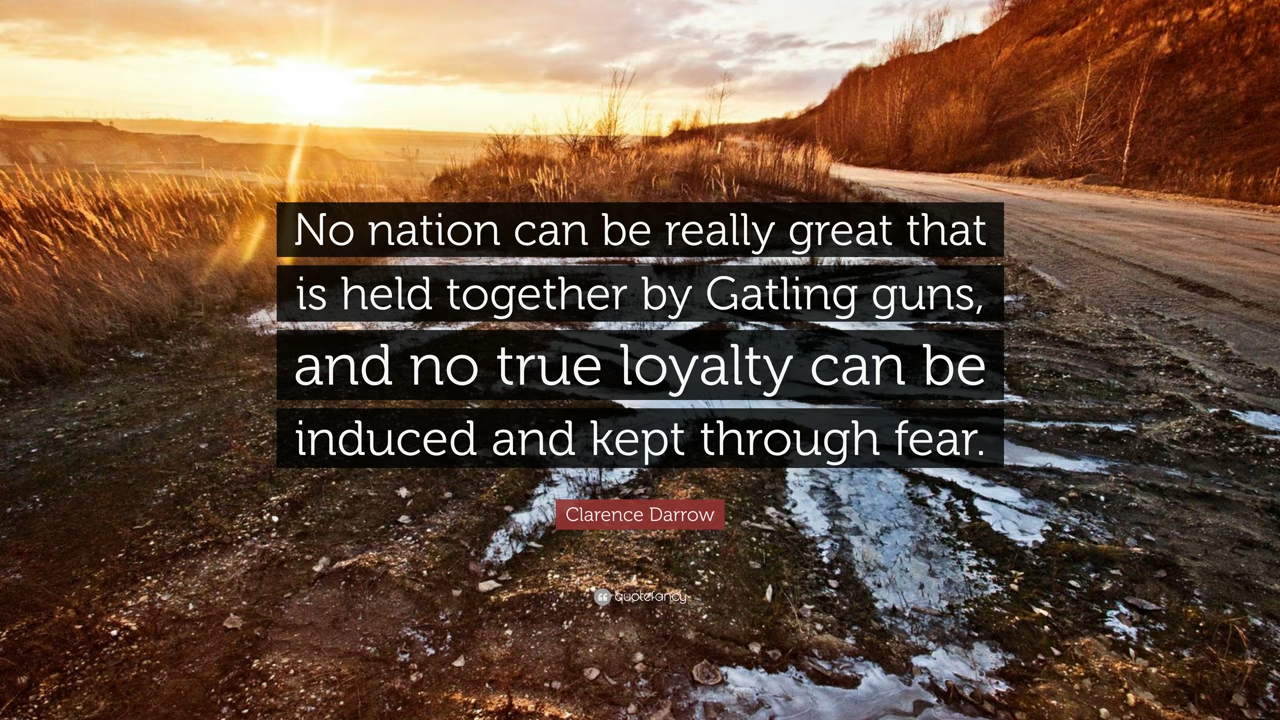 No nation can be really great that
is held together by Gatling guns,
and no true loyalty can be
induced and kept through fear.
Clarence Darrow
quotefancy